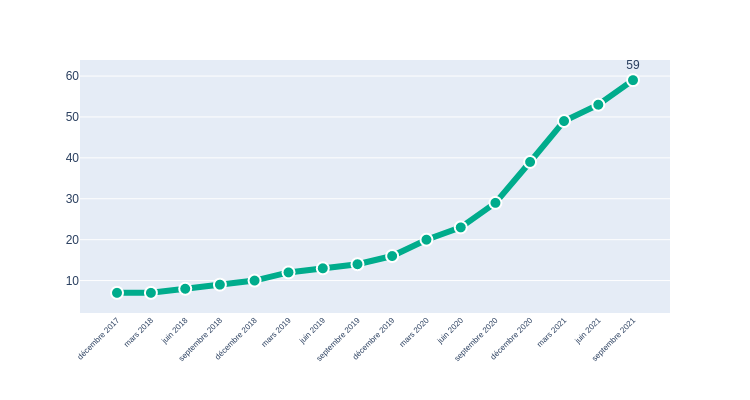 59
60
50
40
30
20
10
décembre 2017
mars 2018
juin 2018
septembre 2018
décembre 2018
mars 2019
juin 2019
septembre 2019
décembre 2019
mars 2020
juin 2020
septembre 2020
décembre 2020
mars 2021
juin 2021
septembre 2021